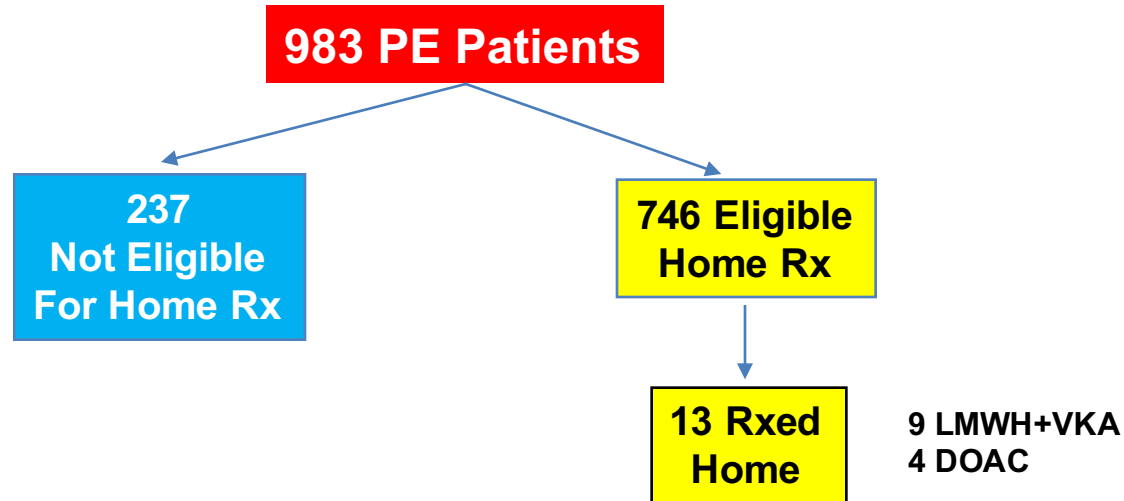 983 PE Patients
237
Not Eligible
For Home Rx
746 Eligible
Home Rx
13 Rxed
Home
9 LMWH+VKA
4 DOAC